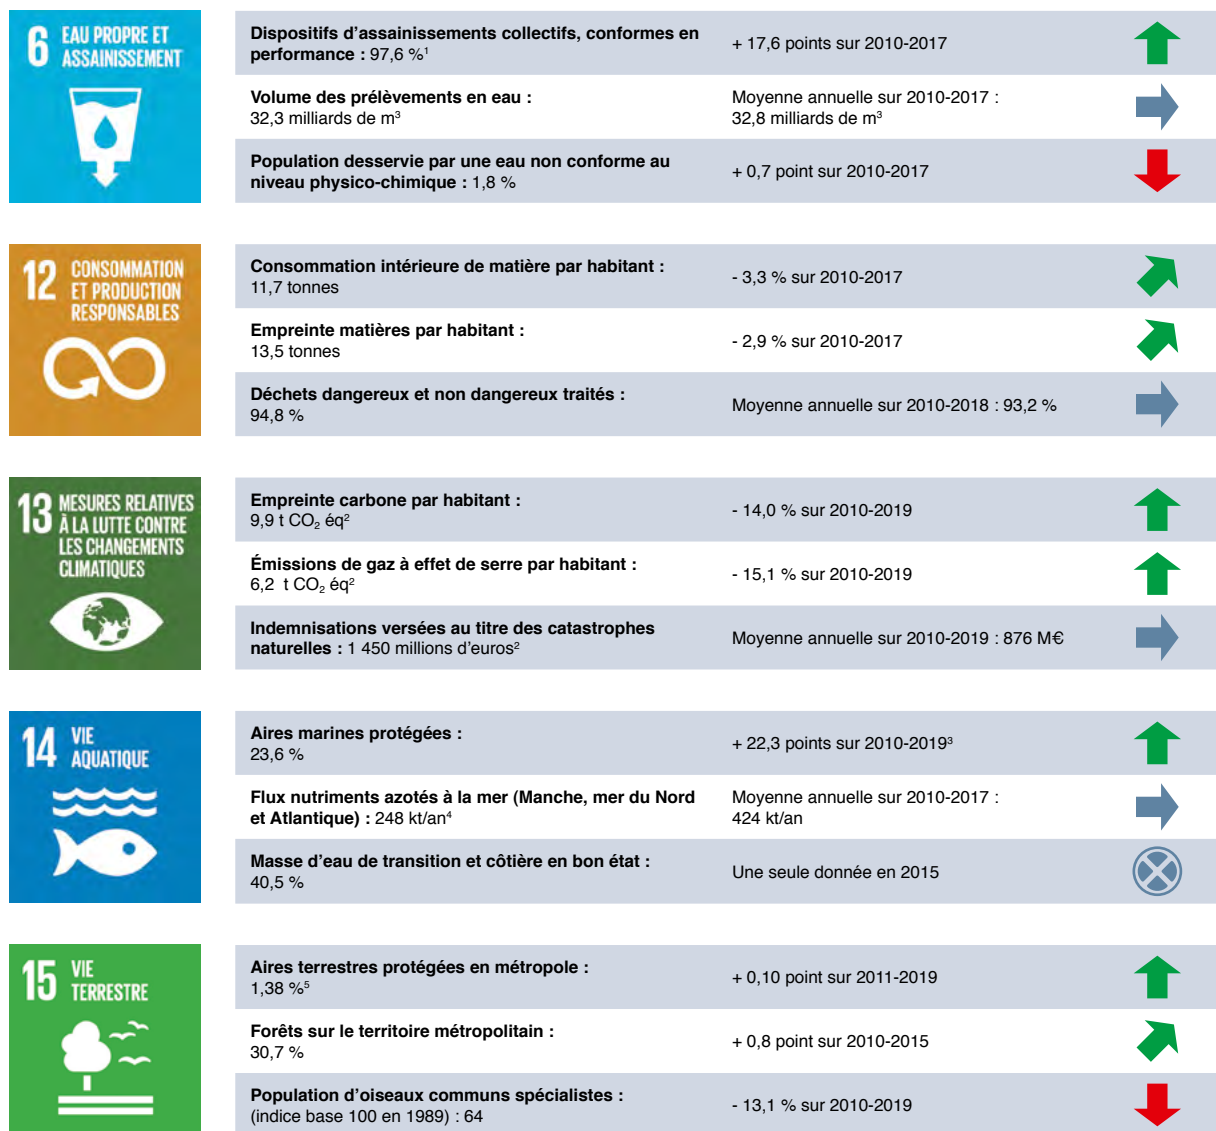 6 EAU PROPRE ET
ASSAINISSEMENT
Dispositifs d'assainissements collectifs, conformes en
performance : 97,6 %¹
+ 17,6 points sur 2010-2017
Volume des prélèvements en eau :
32,3 milliards de m³
Moyenne annuelle sur 2010-2017 :
32,8 milliards de m³
Population desservie par une eau non conforme au
niveau physico-chimique : 1,8 %
+ 0,7 point sur 2010-2017
12 CONSOMMATION
ET PRODUCTION
RESPONSABLES
Consommation intérieure de matière par habitant :
11,7 tonnes
- 3,3 % sur 2010-2017
Empreinte matières par habitant :
13,5 tonnes
- 2,9 % sur 2010-2017
Déchets dangereux et non dangereux traités :
94,8 %
Moyenne annuelle sur 2010-2018 : 93,2 %
13 MESURES RELATIVES
À LA LUTTE CONTRE
LES CHANGEMENTS
CLIMATIQUES
Empreinte carbone par habitant :
9,9 t CO₂ éq²
- 14,0 % sur 2010-2019
Émissions de gaz à effet de serre par habitant :
6,2 t CO₂ éq²
- 15,1 % sur 2010-2019
Indemnisations versées au titre des catastrophes
naturelles : 1 450 millions d'euros²
Moyenne annuelle sur 2010-2019 : 876 M€
14 VIE
AQUATIQUE
Aires marines protégées :
23,6 %
+ 22,3 points sur 2010-2019³
Flux nutriments azotés à la mer (Manche, mer du Nord
et Atlantique) : 248 kt/an⁴
Moyenne annuelle sur 2010-2017 :
424 kt/an
Masse d'eau de transition et côtière en bon état :
40,5 %
Une seule donnée en 2015
15 VIE
TERRESTRE
Aires terrestres protégées en métropole :
1,38 %⁵
+ 0,10 point sur 2011-2019
Forêts sur le territoire métropolitain :
30,7 %
+ 0,8 point sur 2010-2015
Population d'oiseaux communs spécialistes :
(indice base 100 en 1989) : 64
- 13,1 % sur 2010-2019